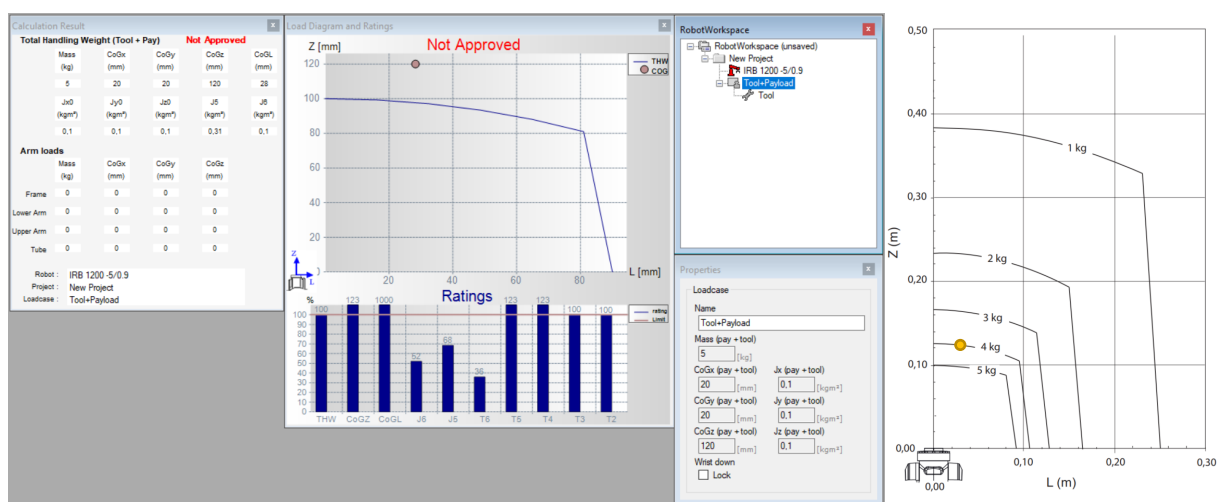 Calculation Result
Total Handling Weight (Tool + Pay) Not Approved
Mass CoGx CoGy CoGz CoGL
(kg) (mm) (mm) (mm) (mm)
5 20 20 120 28
Jx0 Jy0 Jz0 J5 J6
(kgm²) (kgm²) (kgm²) (kgm²) (kgm²)
0,1 0,1 0,1 0,31 0,1
Arm loads
Mass CoGx CoGy CoGz
(kg) (mm) (mm) (mm)
Frame 0 0 0 0
Lower Arm 0 0 0 0
Upper Arm 0 0 0 0
Tube 0 0 0 0
Robot : IRB 1200 -5/0.9
Project : New Project
Loadcase : Tool+Payload
Load Diagram and Ratings
Z [mm] Not Approved
THW
COG
120
100
80
60
40
20
20 40 60 80 L [mm]
Z
L
Ratings
%
rating
Limit
100 123 1000 52 68 36 123 123 100 100
100
90
80
70
60
50
40
30
20
10
0
THW CoGZ CoGL J6 J5 T6 T5 T4 T3 T2
RobotWorkspace
RobotWorkspace (unsaved)
New Project
IRB 1200 -5/0.9
Tool+Payload
Tool
Properties
Loadcase
Name
Tool+Payload
Mass (pay + tool)
5 [kg]
CoGx (pay + tool) Jx (pay + tool)
20 [mm] 0,1 [kgm²]
CoGy (pay + tool) Jy (pay + tool)
20 [mm] 0,1 [kgm²]
CoGz (pay + tool) Jz (pay + tool)
120 [mm] 0,1 [kgm²]
Wrist down
Lock
0,50
0,40
1 kg
0,30
Z (m)
2 kg
0,20
3 kg
4 kg
0,10
5 kg
0,00
0,00 0,10 0,20 0,30
L (m)